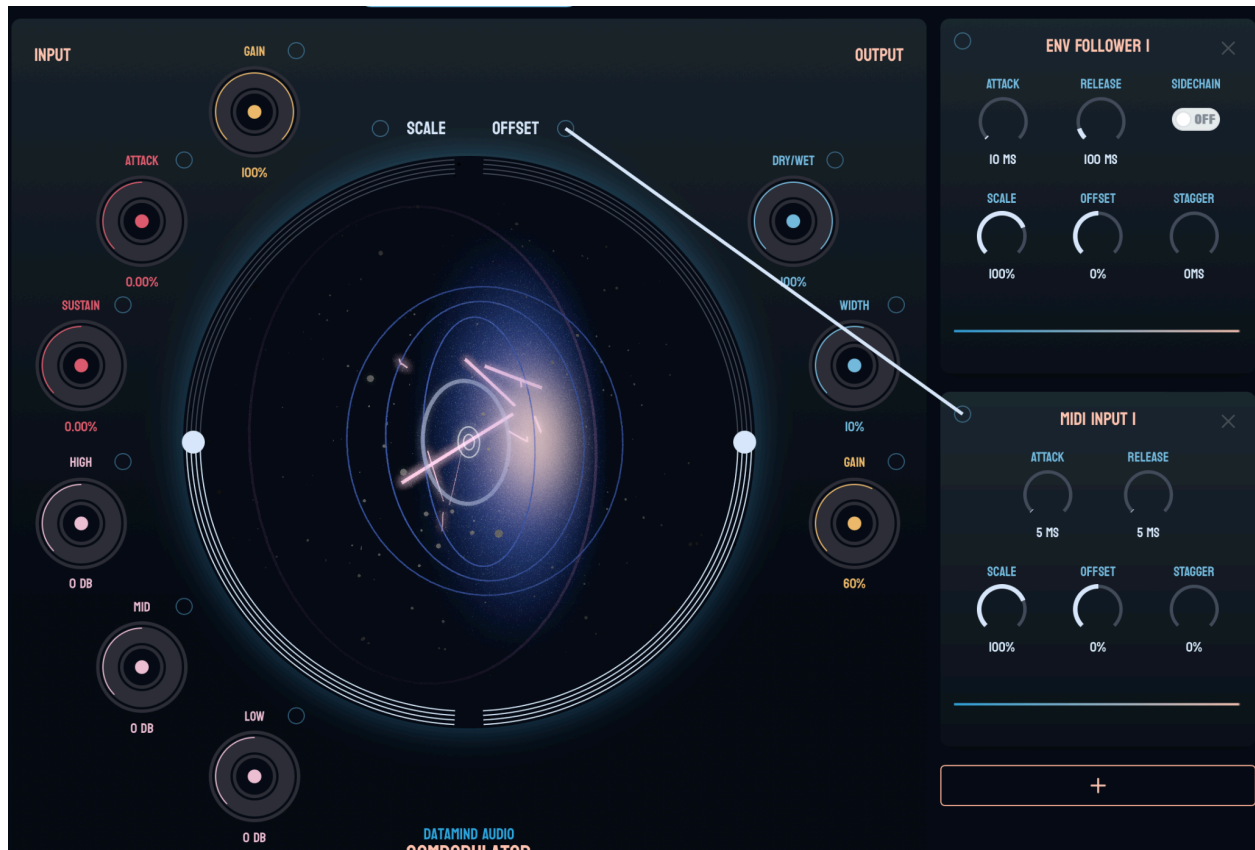 INPUT
GAIN
100%
ATTACK
0.00%
SUSTAIN
0.00%
HIGH
0 DB
MID
0 DB
LOW
0 DB
SCALE OFFSET
OUTPUT
DRY/WET
100%
WIDTH
10%
GAIN
60%
DATAMIND AUDIO
COMBOBULATOR
ENV FOLLOWER 1
ATTACK RELEASE SIDECHAIN
OFF
10 MS 100 MS
SCALE OFFSET STAGGER
100% 0% 0MS
MIDI INPUT 1
ATTACK RELEASE
5 MS 5 MS
SCALE OFFSET STAGGER
100% 0% 0%
+